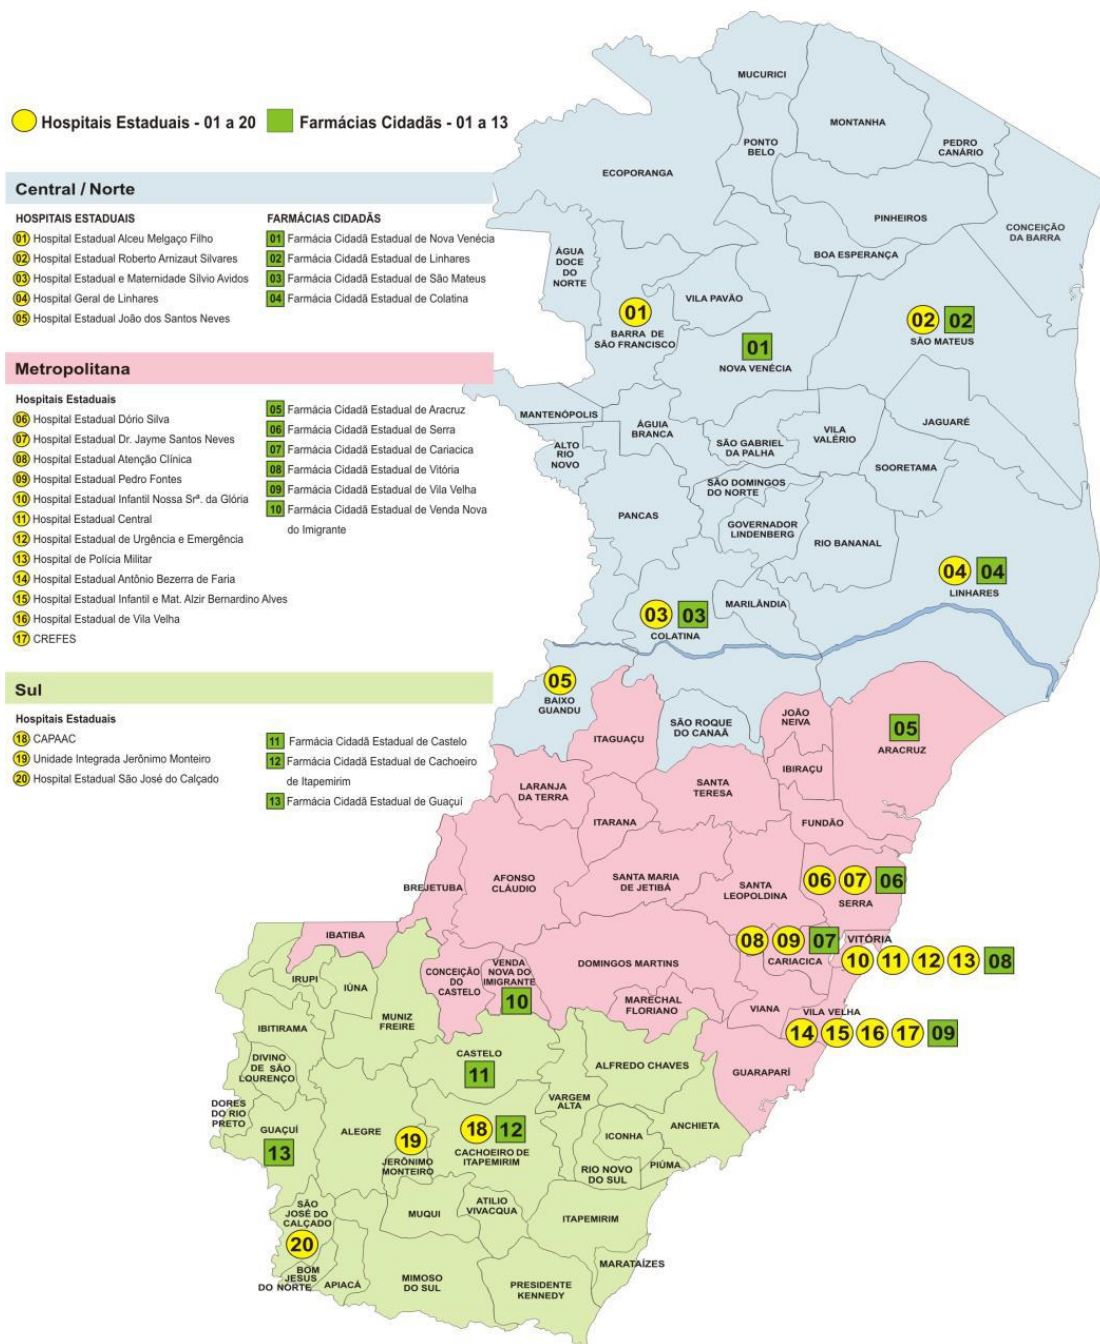 Hospitais Estaduais - 01 a 20
Farmácias Cidadãs - 01 a 13
Central / Norte
HOSPITAIS ESTADUAIS
01 Hospital Estadual Alceu Melgaço Filho
02 Hospital Estadual Roberto Arnizaut Silvares
03 Hospital Estadual e Maternidade Sílvio Avidos
04 Hospital Geral de Linhares
05 Hospital Estadual João dos Santos Neves
FARMÁCIAS CIDADÃS
01 Farmácia Cidadã Estadual de Nova Venécia
02 Farmácia Cidadã Estadual de Linhares
03 Farmácia Cidadã Estadual de São Mateus
04 Farmácia Cidadã Estadual de Colatina
Metropolitana
Hospitais Estaduais
06 Hospital Estadual Dório Silva
07 Hospital Estadual Dr. Jayme Santos Neves
08 Hospital Estadual Atenção Clínica
09 Hospital Estadual Pedro Fontes
10 Hospital Estadual Infantil Nossa Srª. da Glória
11 Hospital Estadual Central
12 Hospital Estadual de Urgência e Emergência
13 Hospital de Polícia Militar
14 Hospital Estadual Antônio Bezerra de Faria
15 Hospital Estadual Infantil e Mat. Alzir Bernardino Alves
16 Hospital Estadual de Vila Velha
17 CREFES
05 Farmácia Cidadã Estadual de Aracruz
06 Farmácia Cidadã Estadual de Serra
07 Farmácia Cidadã Estadual de Cariacica
08 Farmácia Cidadã Estadual de Vitória
09 Farmácia Cidadã Estadual de Vila Velha
10 Farmácia Cidadã Estadual de Venda Nova
do Imigrante
Sul
Hospitais Estaduais
18 CAPAAC
19 Unidade Integrada Jerônimo Monteiro
20 Hospital Estadual São José do Calçado
11 Farmácia Cidadã Estadual de Castelo
12 Farmácia Cidadã Estadual de Cachoeiro
de Itapemirim
13 Farmácia Cidadã Estadual de Guaçuí
MUCURICI
MONTANHA
PEDRO
CANÁRIO
PONTO
BELO
ECOPORANGA
PINHEIROS
CONCEIÇÃO
DA BARRA
ÁGUA
DOCE
DO
NORTE
BOA ESPERANÇA
VILA PAVÃO
01
BARRA DE
SÃO FRANCISCO
02 02
SÃO MATEUS
01
NOVA VENÉCIA
MANTENÓPOLIS
ÁGUIA
BRANCA
ALTO
RIO
NOVO
SÃO GABRIEL
DA PALHA
VILA
VALÉRIO
JAGUARÉ
SOORETAMA
SÃO DOMINGOS
DO NORTE
PANCAS
GOVERNADOR
LINDENBERG
RIO BANANAL
04 04
LINHARES
03 03
COLATINA
MARILÂNDIA
05
BAIXO
GUANDU
ITAGUAÇU
SÃO ROQUE
DO CANAÃ
JOÃO
NEIVA
05
ARACRUZ
IBIRAÇU
LARANJA
DA TERRA
SANTA
TERESA
ITARANA
FUNDÃO
BREJETUBA
AFONSO
CLÁUDIO
SANTA MARIA
DE JETIBÁ
SANTA
LEOPOLDINA
06 07 06
SERRA
IBATIBA
08 09 07
CARIACICA
VITÓRIA
10 11 12 13 08
CONCEIÇÃO
DO
CASTELO
VENDA
NOVA DO
IMIGRANTE
10
DOMINGOS MARTINS
MARECHAL
FLORIANO
VIANA
VILA VELHA
14 15 16 17 09
IRUPI
IÚNA
MUNIZ
FREIRE
IBITIRAMA
GUARAPARÍ
CASTELO
11
ALFREDO CHAVES
DIVINO
DE SÃO
LOURENÇO
VARGEM
ALTA
DORES
DO RIO
PRETO
GUAÇUÍ
13
ALEGRE
19
JERÔNIMO
MONTEIRO
18 12
CACHOEIRO DE
ITAPEMIRIM
ICONHA
ANCHIETA
RIO NOVO
DO SUL
PIÚMA
SÃO
JOSÉ DO
CALÇADO
20
MUQUI
ATILIO
VIVACQUA
ITAPEMIRIM
BOM
JESUS
DO NORTE
APIACÁ
MIMOSO
DO SUL
PRESIDENTE
KENNEDY
MARATAÍZES